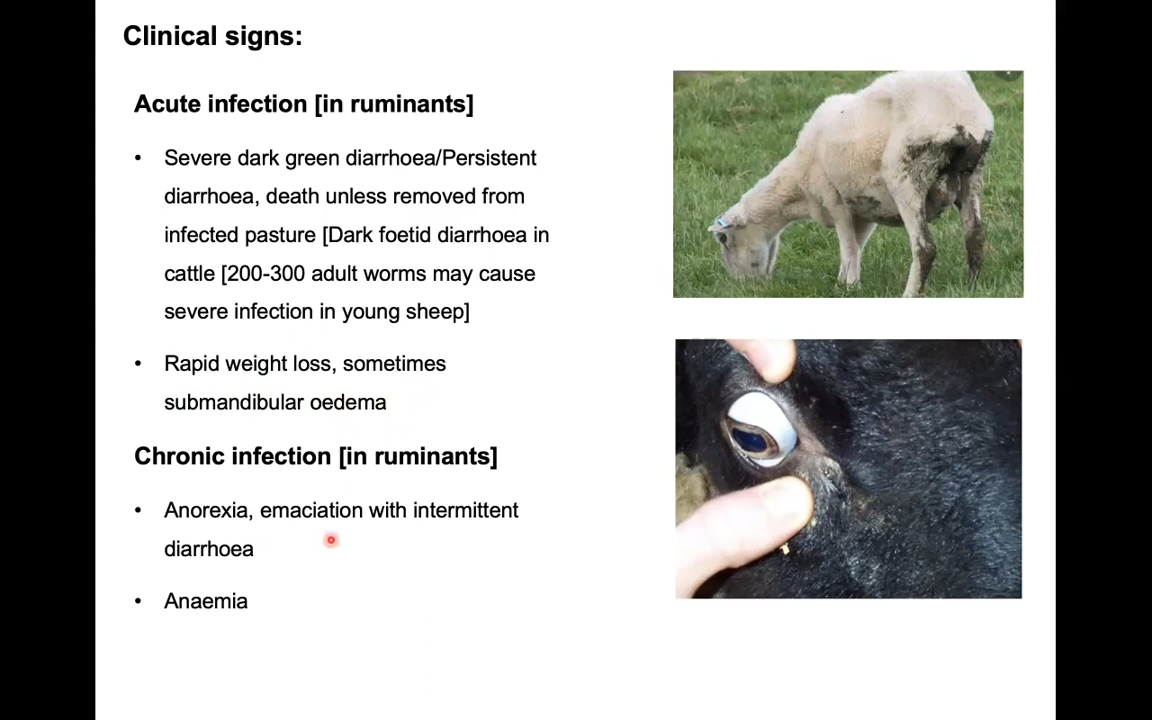 Clinical signs:
Acute infection [in ruminants]
• Severe dark green diarrhoea/Persistent
diarrhoea, death unless removed from
infected pasture [Dark foetid diarrhoea in
cattle [200-300 adult worms may cause
severe infection in young sheep]
• Rapid weight loss, sometimes
submandibular oedema
Chronic infection [in ruminants]
• Anorexia, emaciation with intermittent
diarrhoea
• Anaemia